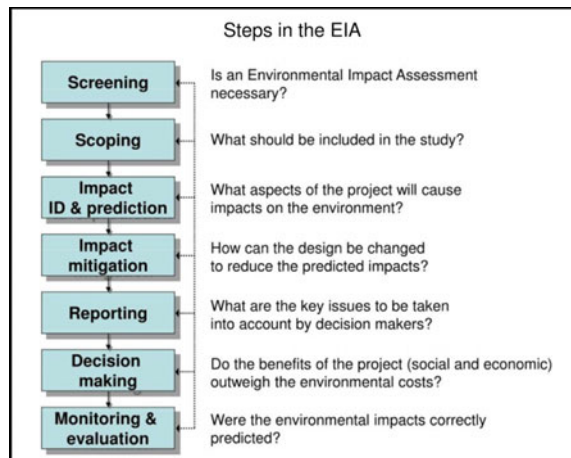 Steps in the EIA
Screening
Is an Environmental Impact Assessment
necessary?
Scoping
What should be included in the study?
Impact
ID & prediction
What aspects of the project will cause
impacts on the environment?
Impact
mitigation
How can the design be changed
to reduce the predicted impacts?
Reporting
What are the key issues to be taken
into account by decision makers?
Decision
making
Do the benefits of the project (social and economic)
outweigh the environmental costs?
Monitoring &
evaluation
Were the environmental impacts correctly
predicted?